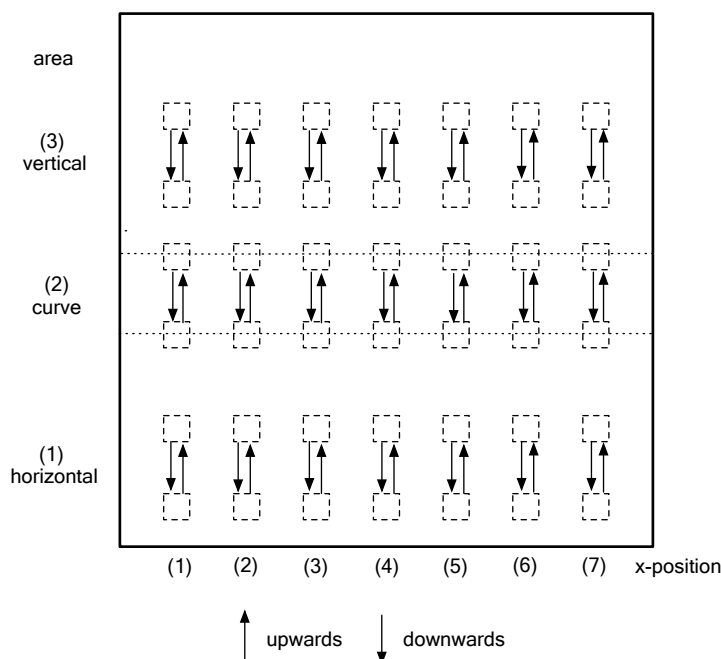 area
(3)
vertical
(2)
curve
(1)
horizontal
(1) (2) (3) (4) (5) (6) (7) x-position
upwards downwards